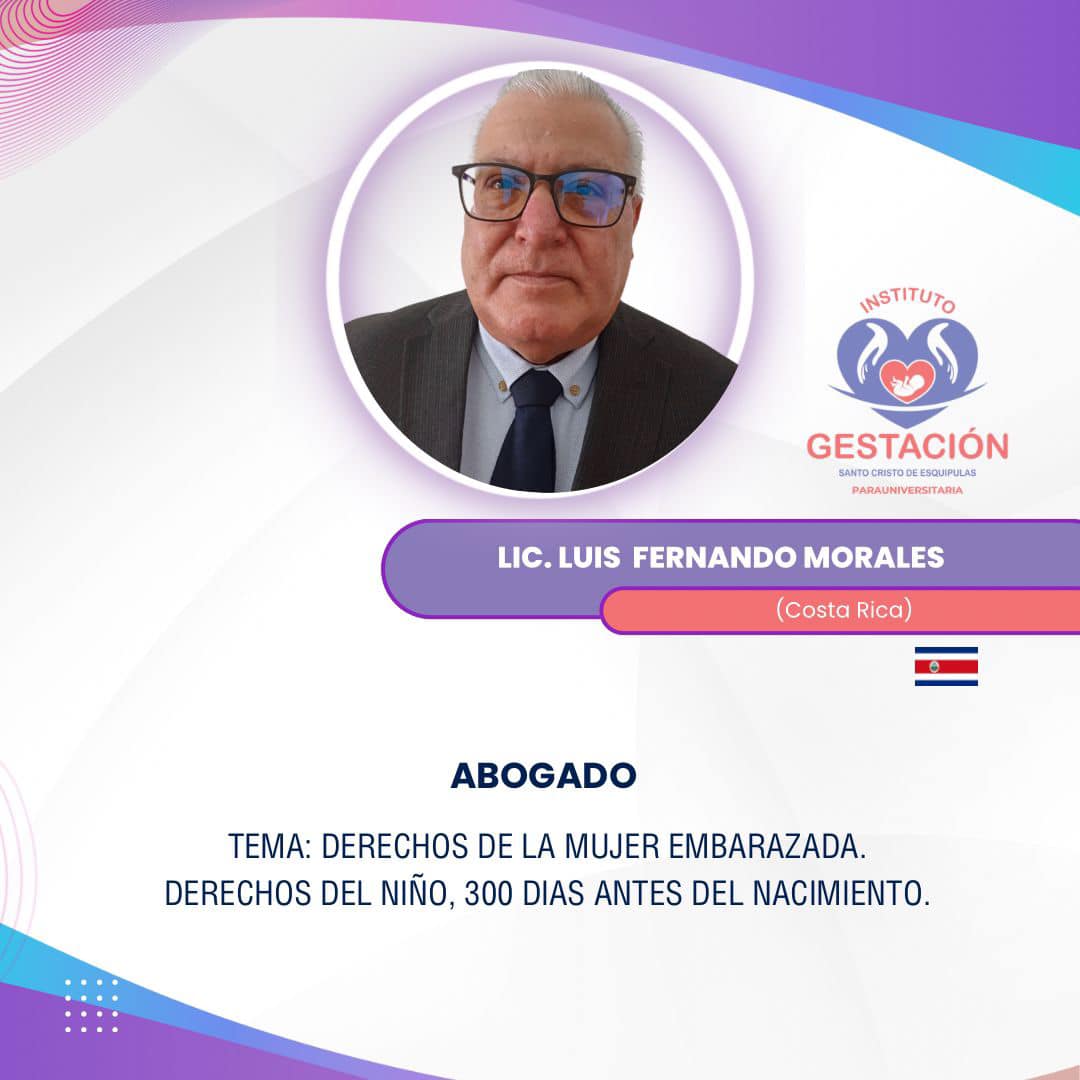 INSTITUTO
GESTACIÓN
SANTO CRISTO DE ESQUIPULAS
PARAUNIVERSITARIA
LIC. LUIS FERNANDO MORALES
(Costa Rica)
ABOGADO
TEMA: DERECHOS DE LA MUJER EMBARAZADA.
DERECHOS DEL NIÑO, 300 DIAS ANTES DEL NACIMIENTO.